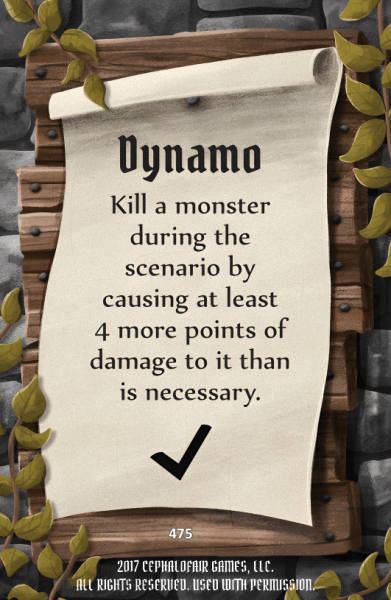 Dynamo
Kill a monster
during the
scenario by
causing at least
4 more points of
damage to it than
is necessary.
475
2017 CEPHALOFAIR GAMES, LLC.
ALL RIGHTS RESERVED. USED WITH PERMISSION.